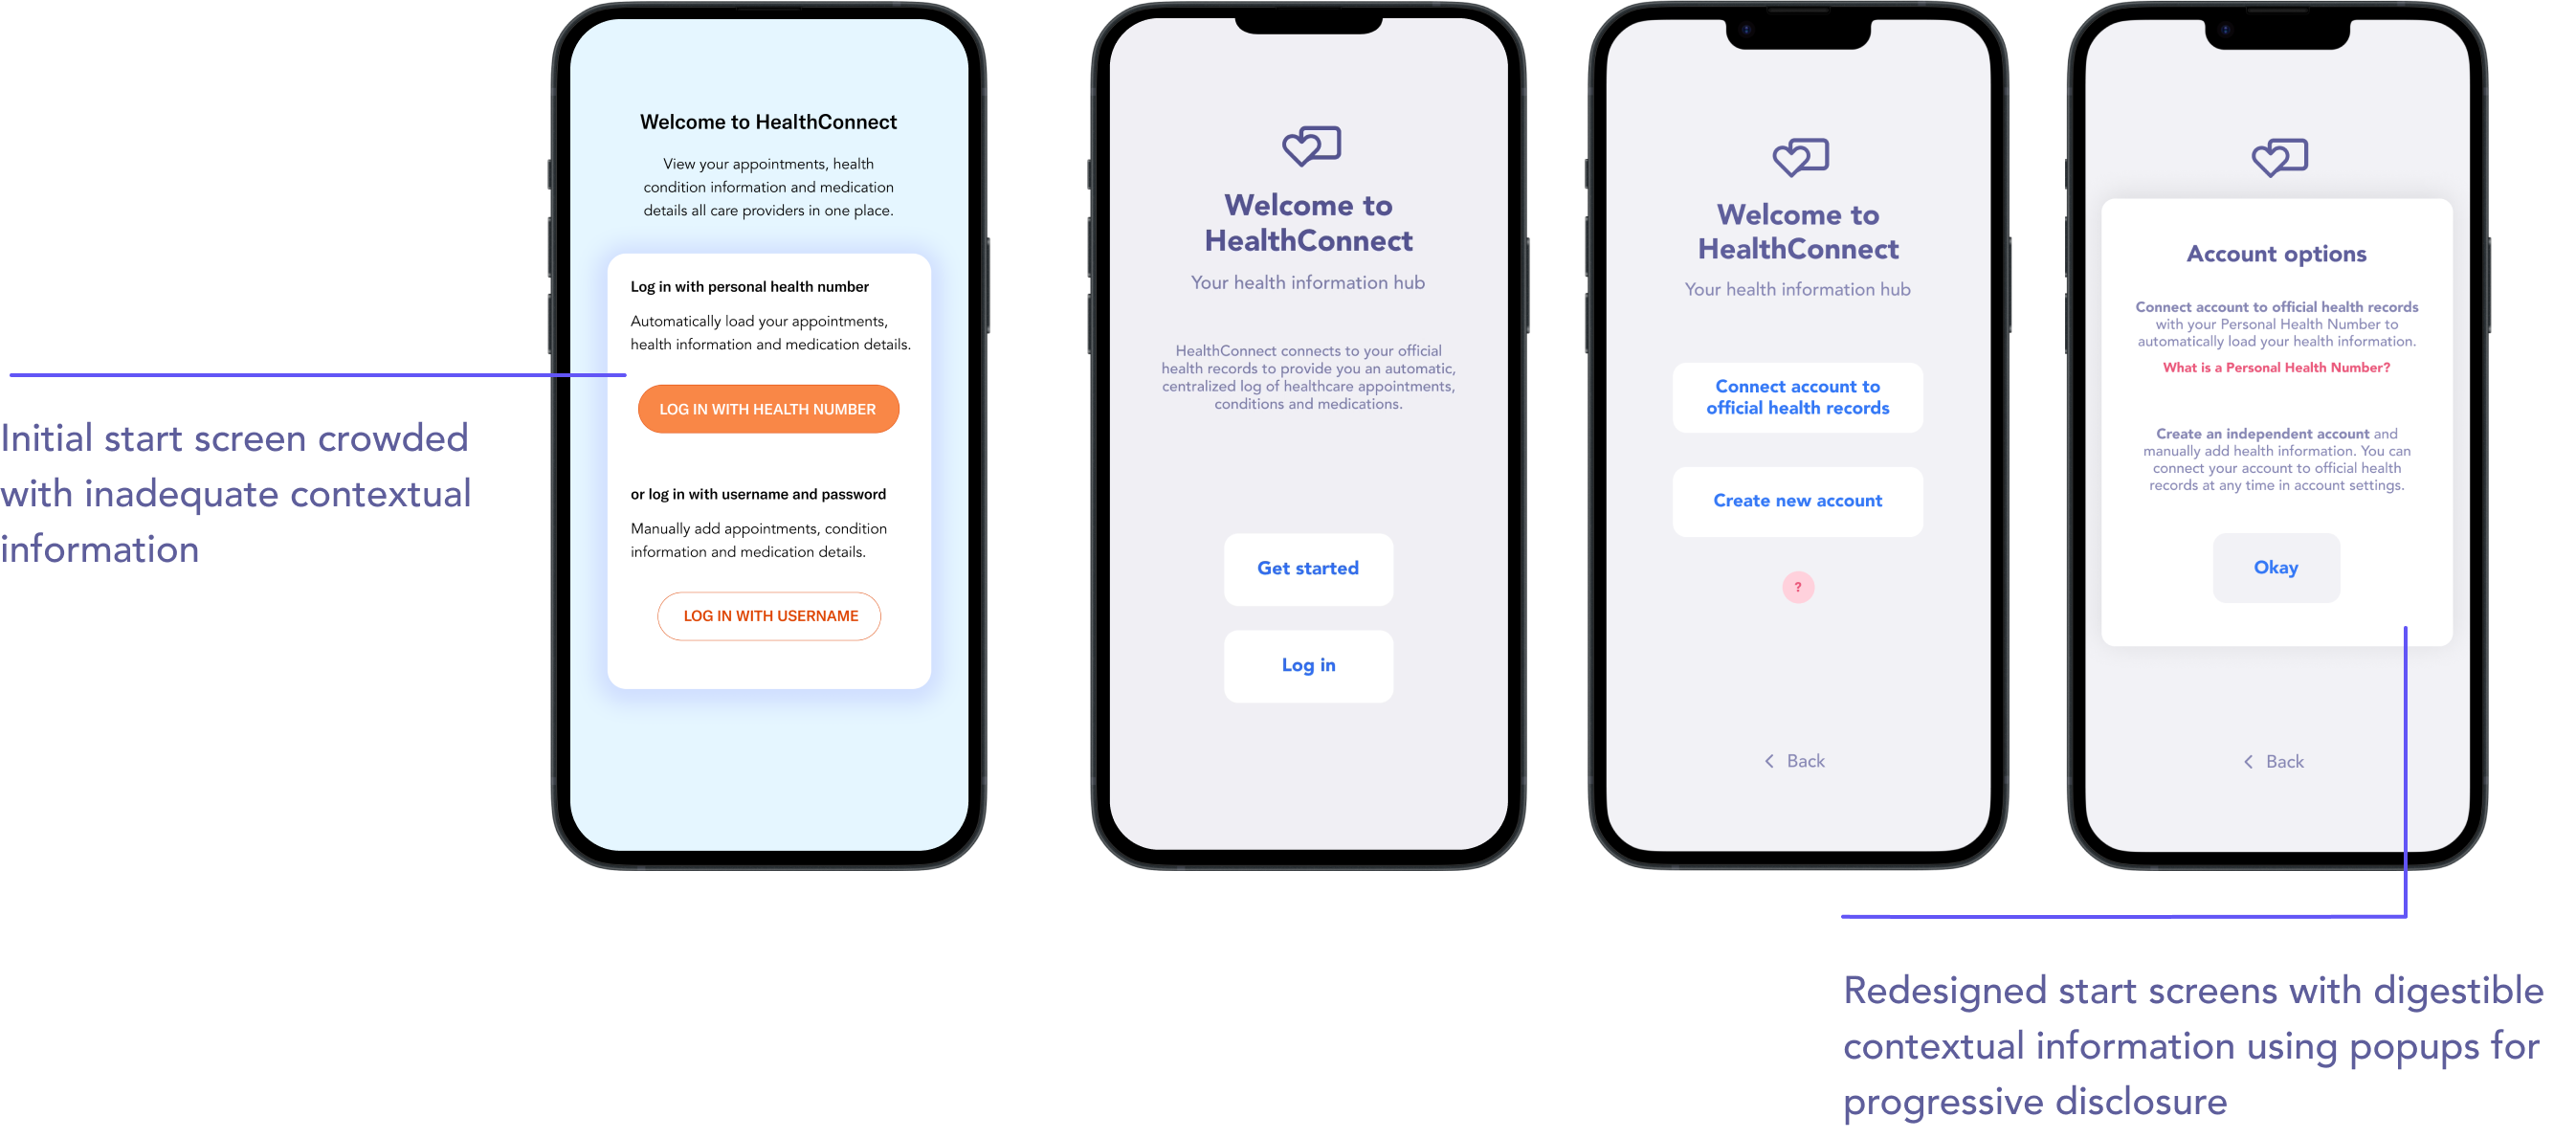 Initial start screen crowded
with inadequate contextual
information
Welcome to HealthConnect
View your appointments, health
condition information and medication
details all care providers in one place.
Log in with personal health number
Automatically load your appointments,
health information and medication details.
LOG IN WITH HEALTH NUMBER
or log in with username and password
Manually add appointments, condition
information and medication details.
LOG IN WITH USERNAME
Welcome to
HealthConnect
Your health information hub
HealthConnect connects to your official
health records to provide you an automatic,
centralized log of healthcare appointments,
conditions and medications.
Get started
Log in
Welcome to
HealthConnect
Your health information hub
Connect account to
official health records
Create new account
?
Back
Account options
Connect account to official health records
with your Personal Health Number to
automatically load your health information.
What is a Personal Health Number?
Create an independent account and
manually add health information. You can
connect your account to official health
records at any time in account settings.
Okay
Back
Redesigned start screens with digestible
contextual information using popups for
progressive disclosure